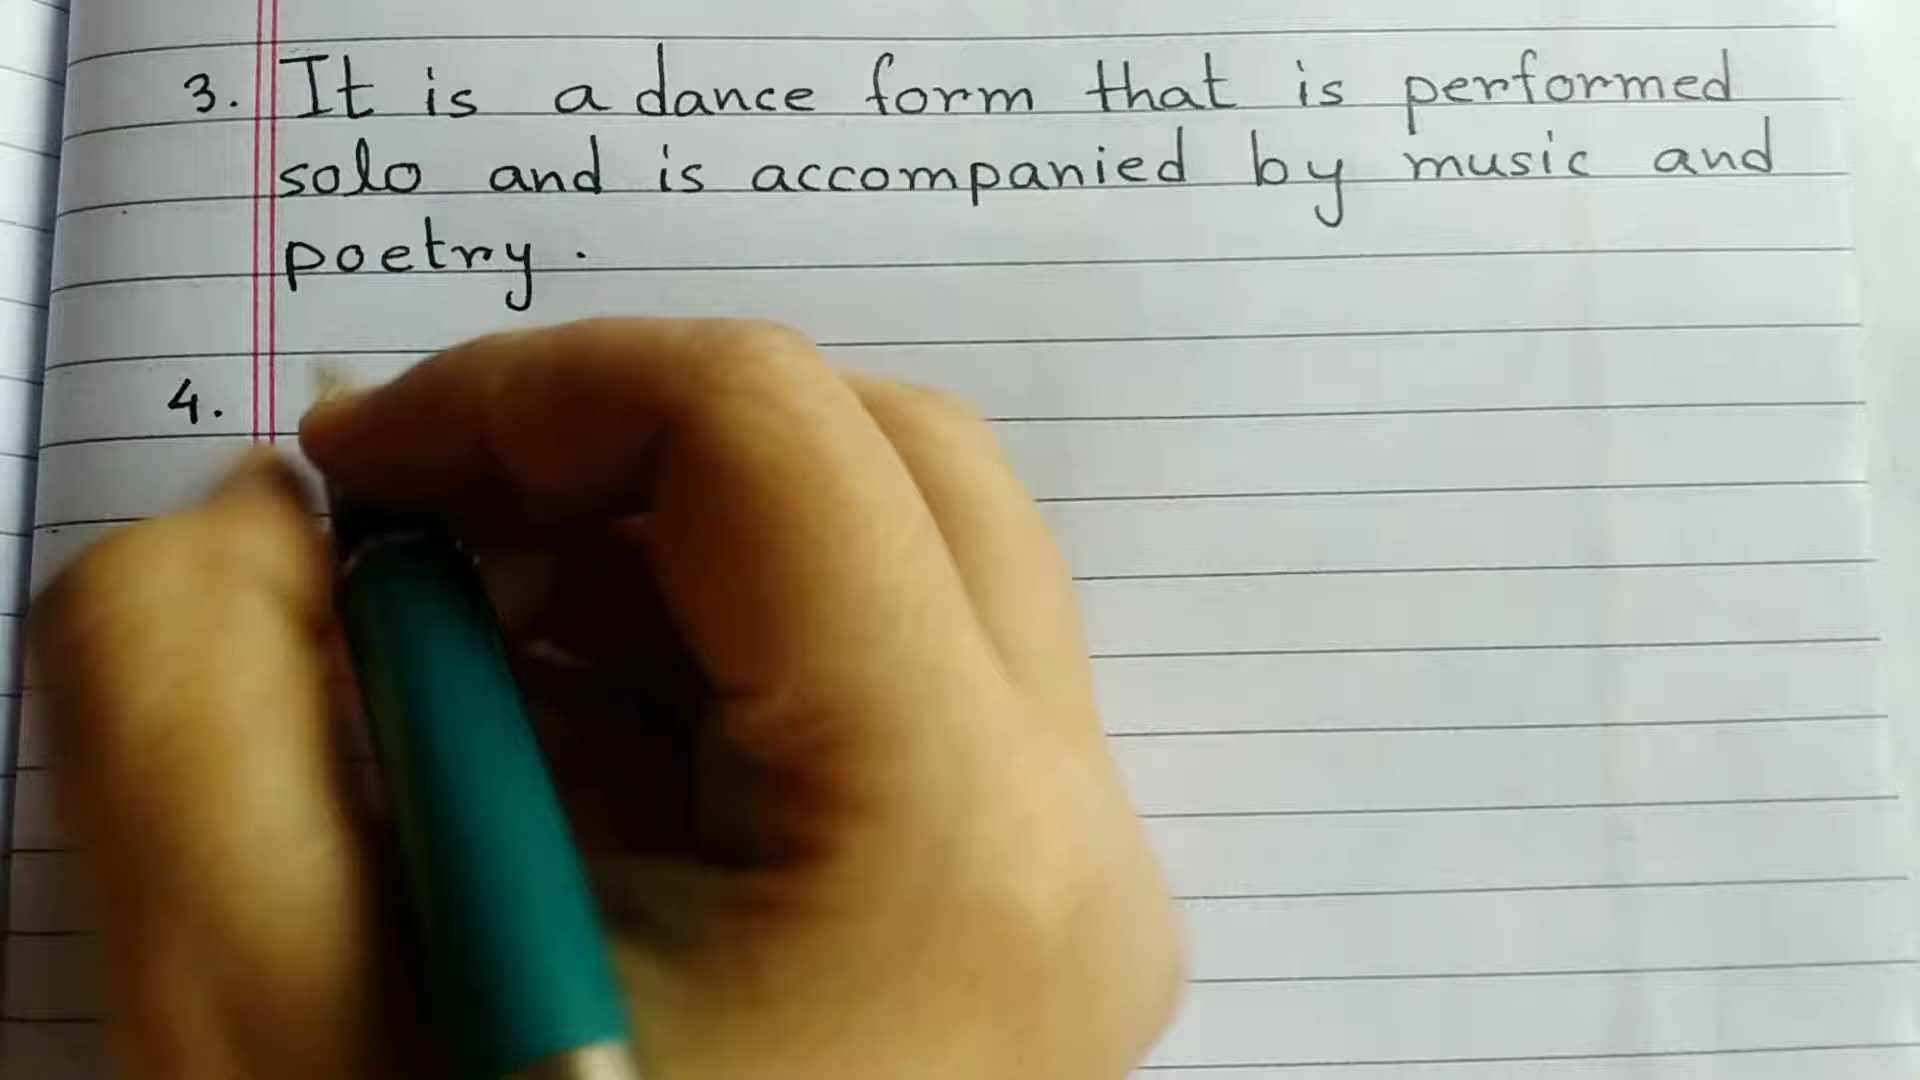 3. It is a dance form that is performed
solo and is accompanied by music and
poetry.
4.